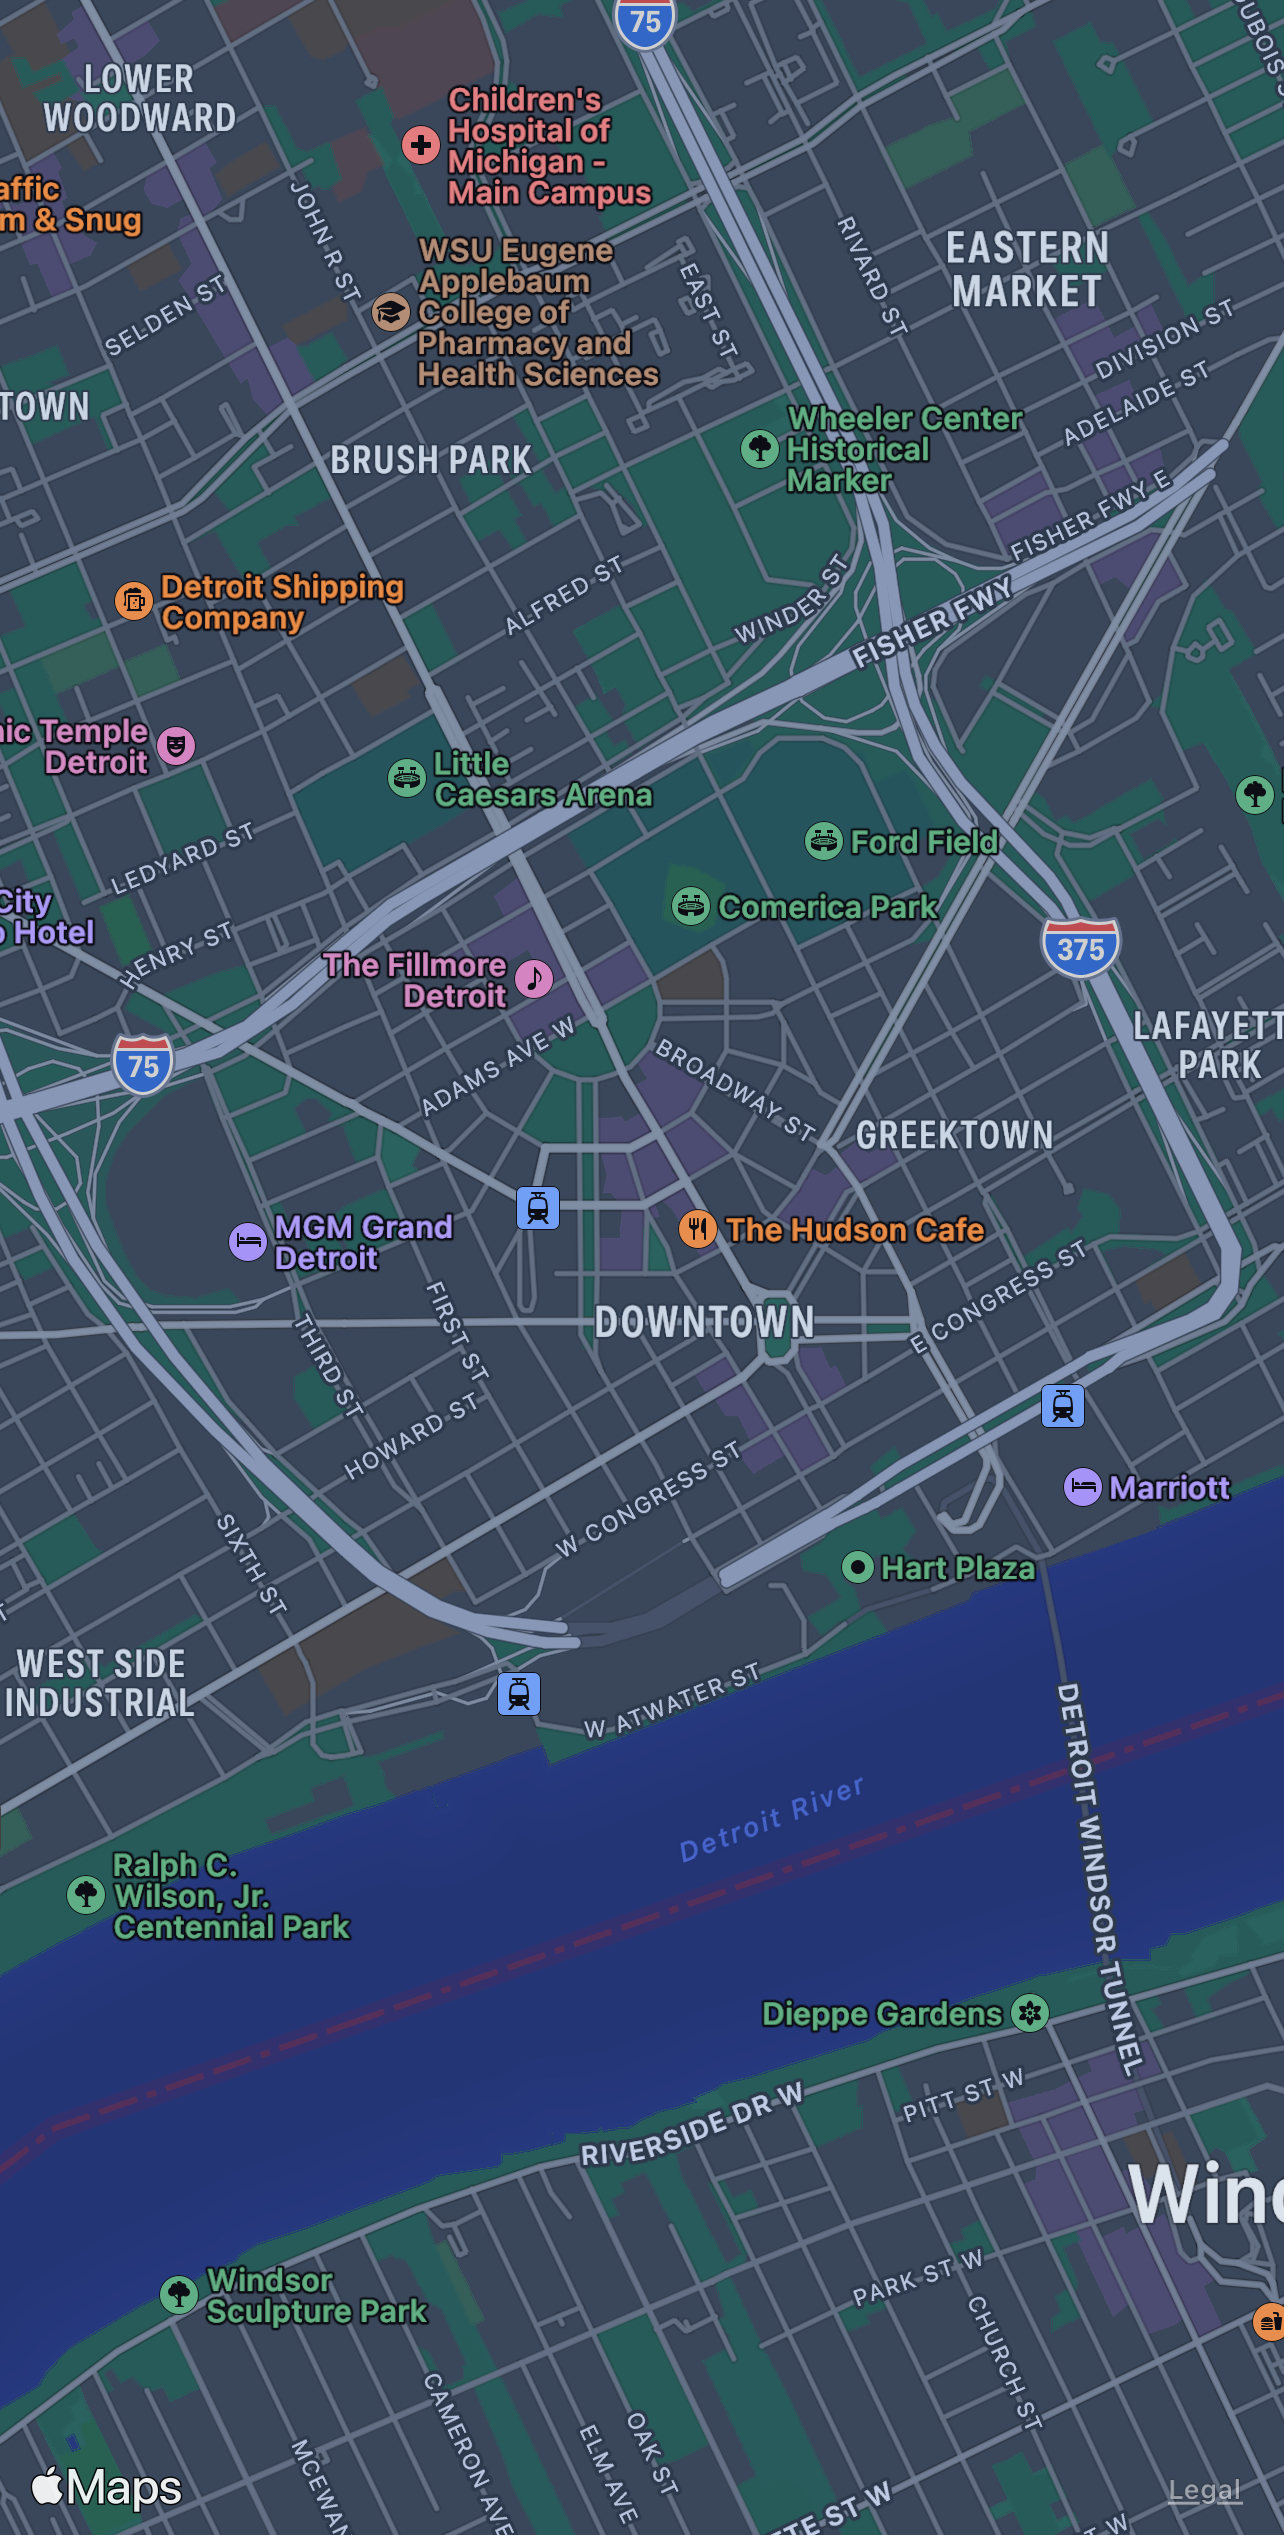 75
LOWER
WOODWARD
Children's
Hospital of
Michigan -
Main Campus
affic
m & Snug
JOHN R ST
WSU Eugene
Applebaum
College of
Pharmacy and
Health Sciences
EAST ST
RIVARD ST
EASTERN
MARKET
SELDEN ST
DIVISION ST
ADELAIDE ST
TOWN
BRUSH PARK
Wheeler Center
Historical
Marker
FISHER FWY E
ALFRED ST
WINDER ST
FISHER FWY
Detroit Shipping
Company
nic Temple
Detroit
Little
Caesars Arena
LEDYARD ST
Ford Field
Comerica Park
City
Hotel
HENRY ST
The Fillmore
Detroit
375
75
ADAMS AVE W
BROADWAY ST
LAFAYETT
PARK
GREEKTOWN
MGM Grand
Detroit
The Hudson Cafe
FIRST ST
THIRD ST
DOWNTOWN
E CONGRESS ST
HOWARD ST
W CONGRESS ST
Marriott
SIXTH ST
Hart Plaza
WEST SIDE
INDUSTRIAL
W ATWATER ST
DETROIT WINDSOR TUNNEL
Detroit River
Ralph C.
Wilson, Jr.
Centennial Park
Dieppe Gardens
PITT ST W
RIVERSIDE DR W
Wind
Windsor
Sculpture Park
PARK ST W
CHURCH ST
CAMERON AVE
OAK ST
ELM AVE
MCEWAN
Maps
Legal
TE ST W
T W